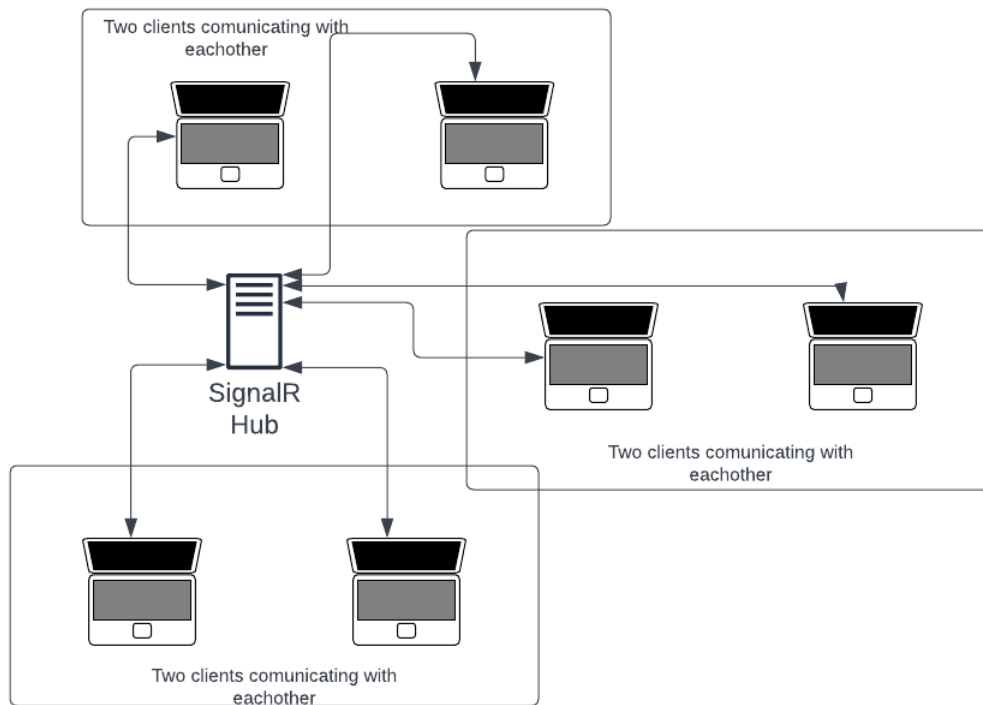 Two clients comunicating with
eachother
SignalR
Hub
Two clients comunicating with
eachother
Two clients comunicating with
eachother